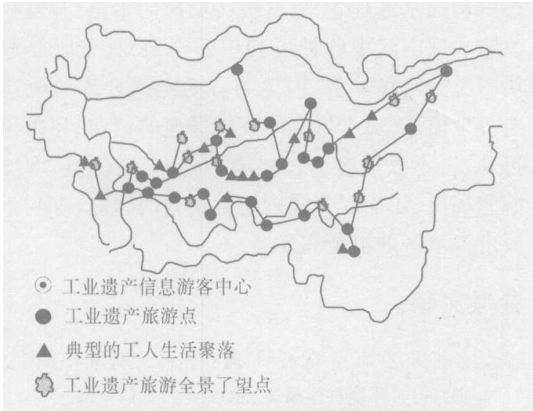 工业遗产信息游客中心
工业遗产旅游点
典型的工人生活聚落
工业遗产旅游全景了望点